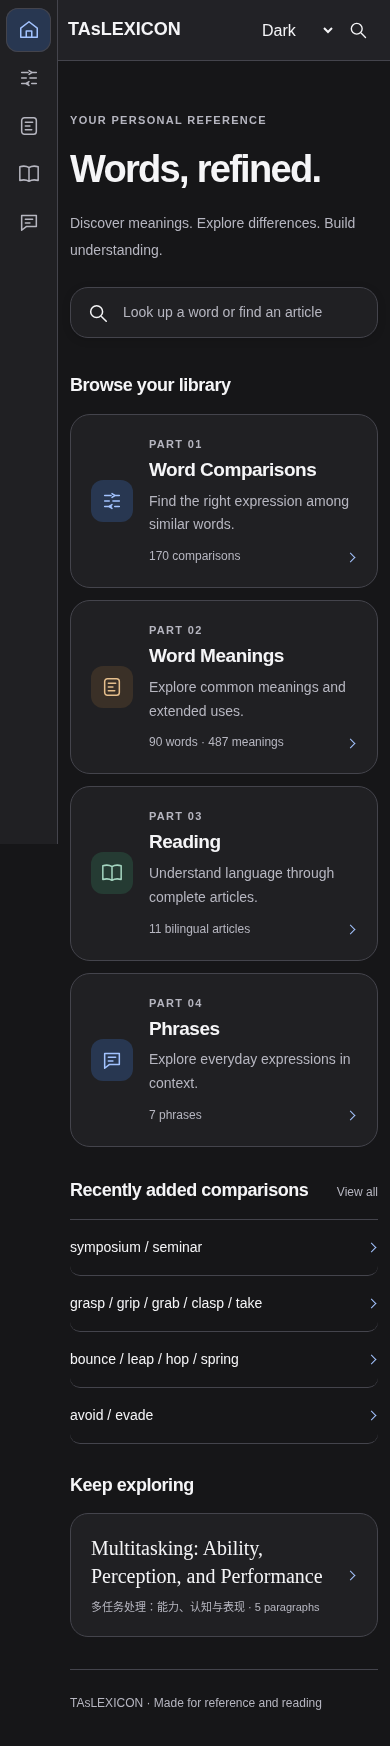 TAsLEXICON
Dark
YOUR PERSONAL REFERENCE
Words, refined.
Discover meanings. Explore differences. Build
understanding.
Look up a word or find an article
Browse your library
PART 01
Word Comparisons
Find the right expression among
similar words.
170 comparisons
PART 02
Word Meanings
Explore common meanings and
extended uses.
90 words · 487 meanings
PART 03
Reading
Understand language through
complete articles.
11 bilingual articles
PART 04
Phrases
Explore everyday expressions in
context.
7 phrases
Recently added comparisons
View all
symposium / seminar
grasp / grip / grab / clasp / take
bounce / leap / hop / spring
avoid / evade
Keep exploring
Multitasking: Ability,
Perception, and Performance
多任务处理：能力、认知与表现 · 5 paragraphs
TAsLEXICON · Made for reference and reading